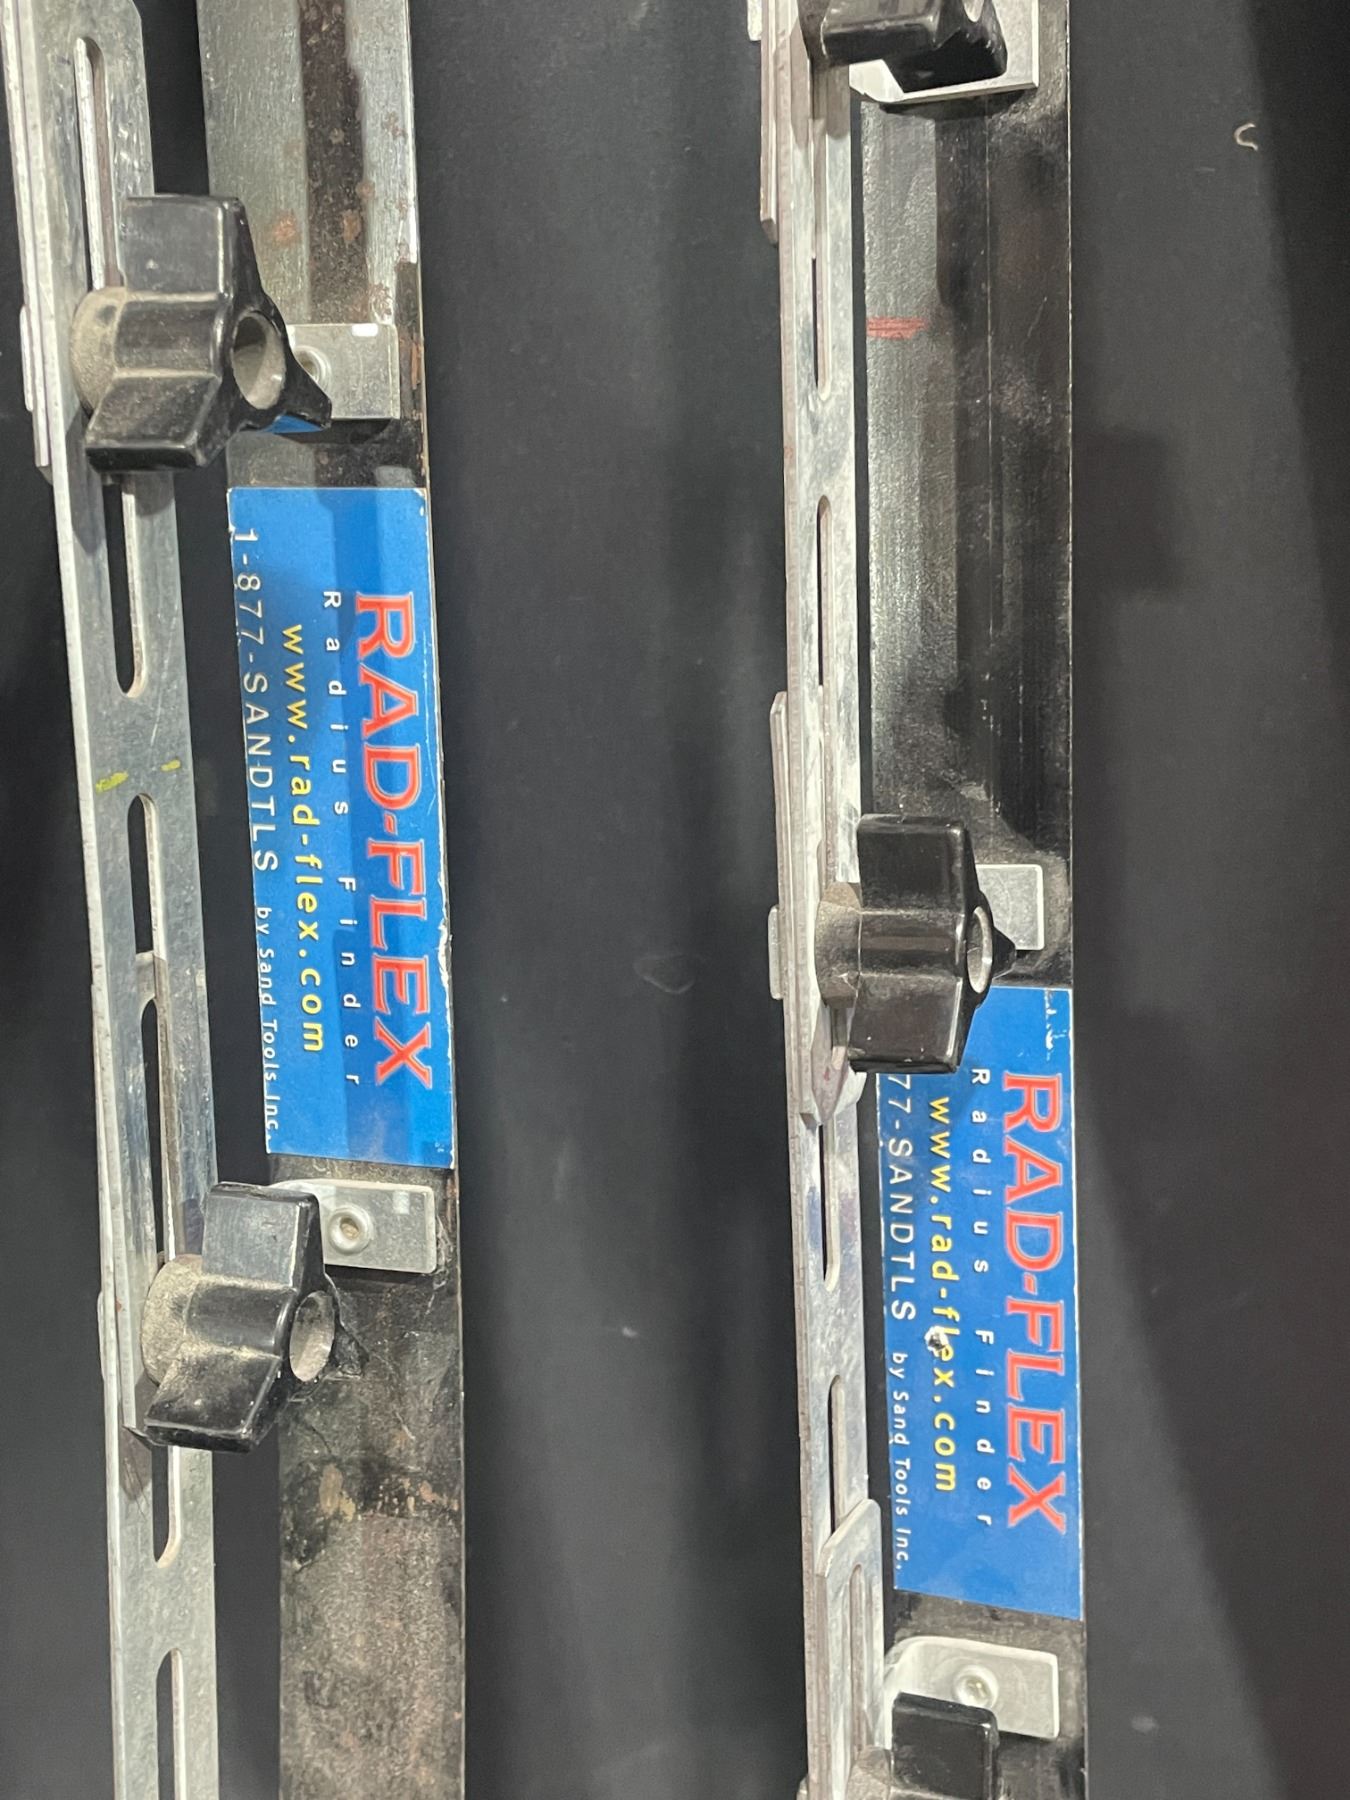 RAD-FLEX
Radius Finder
www.rad-flex.com
1-877-SANDTLS by Sand Tools Inc.
RAD-FLEX
Radius Finder
www.rad-flex.com
77-SANDTLS by Sand Tools Inc.